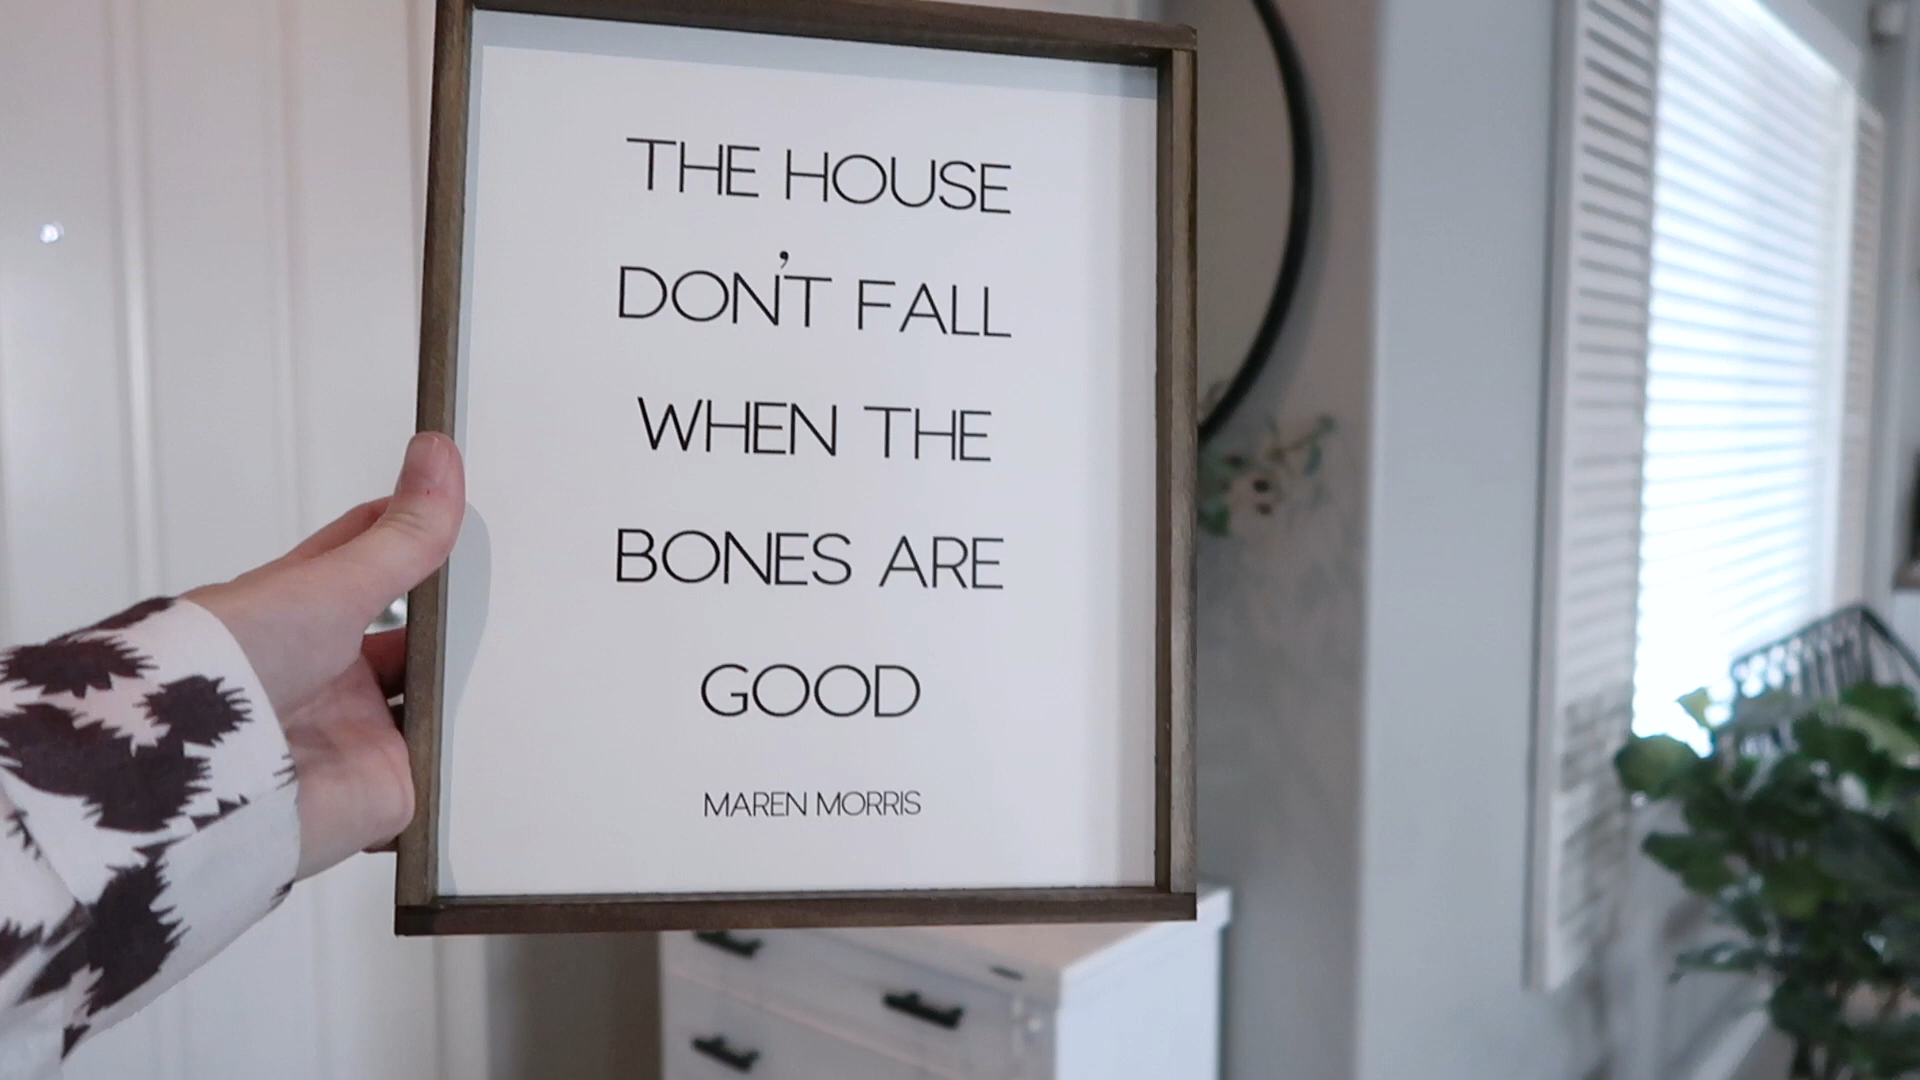 THE HOUSE
DON'T FALL
WHEN THE
BONES ARE
GOOD
MAREN MORRIS